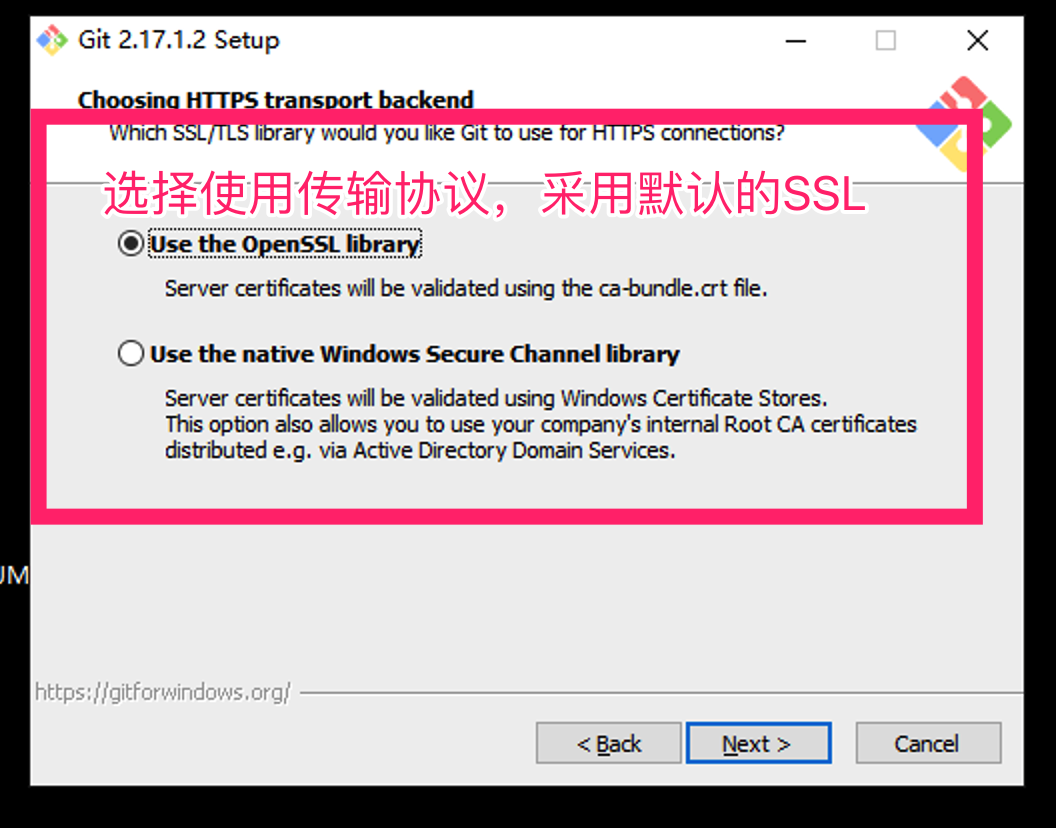 Git 2.17.1.2 Setup
Choosing HTTPS transport backend
Which SSL/TLS library would you like Git to use for HTTPS connections?
选择使用传输协议，采用默认的SSL
Use the OpenSSL library
Server certificates will be validated using the ca-bundle.crt file.
Use the native Windows Secure Channel library
Server certificates will be validated using Windows Certificate Stores.
This option also allows you to use your company's internal Root CA certificates
distributed e.g. via Active Directory Domain Services.
UM
https://gitforwindows.org/
< Back
Next >
Cancel